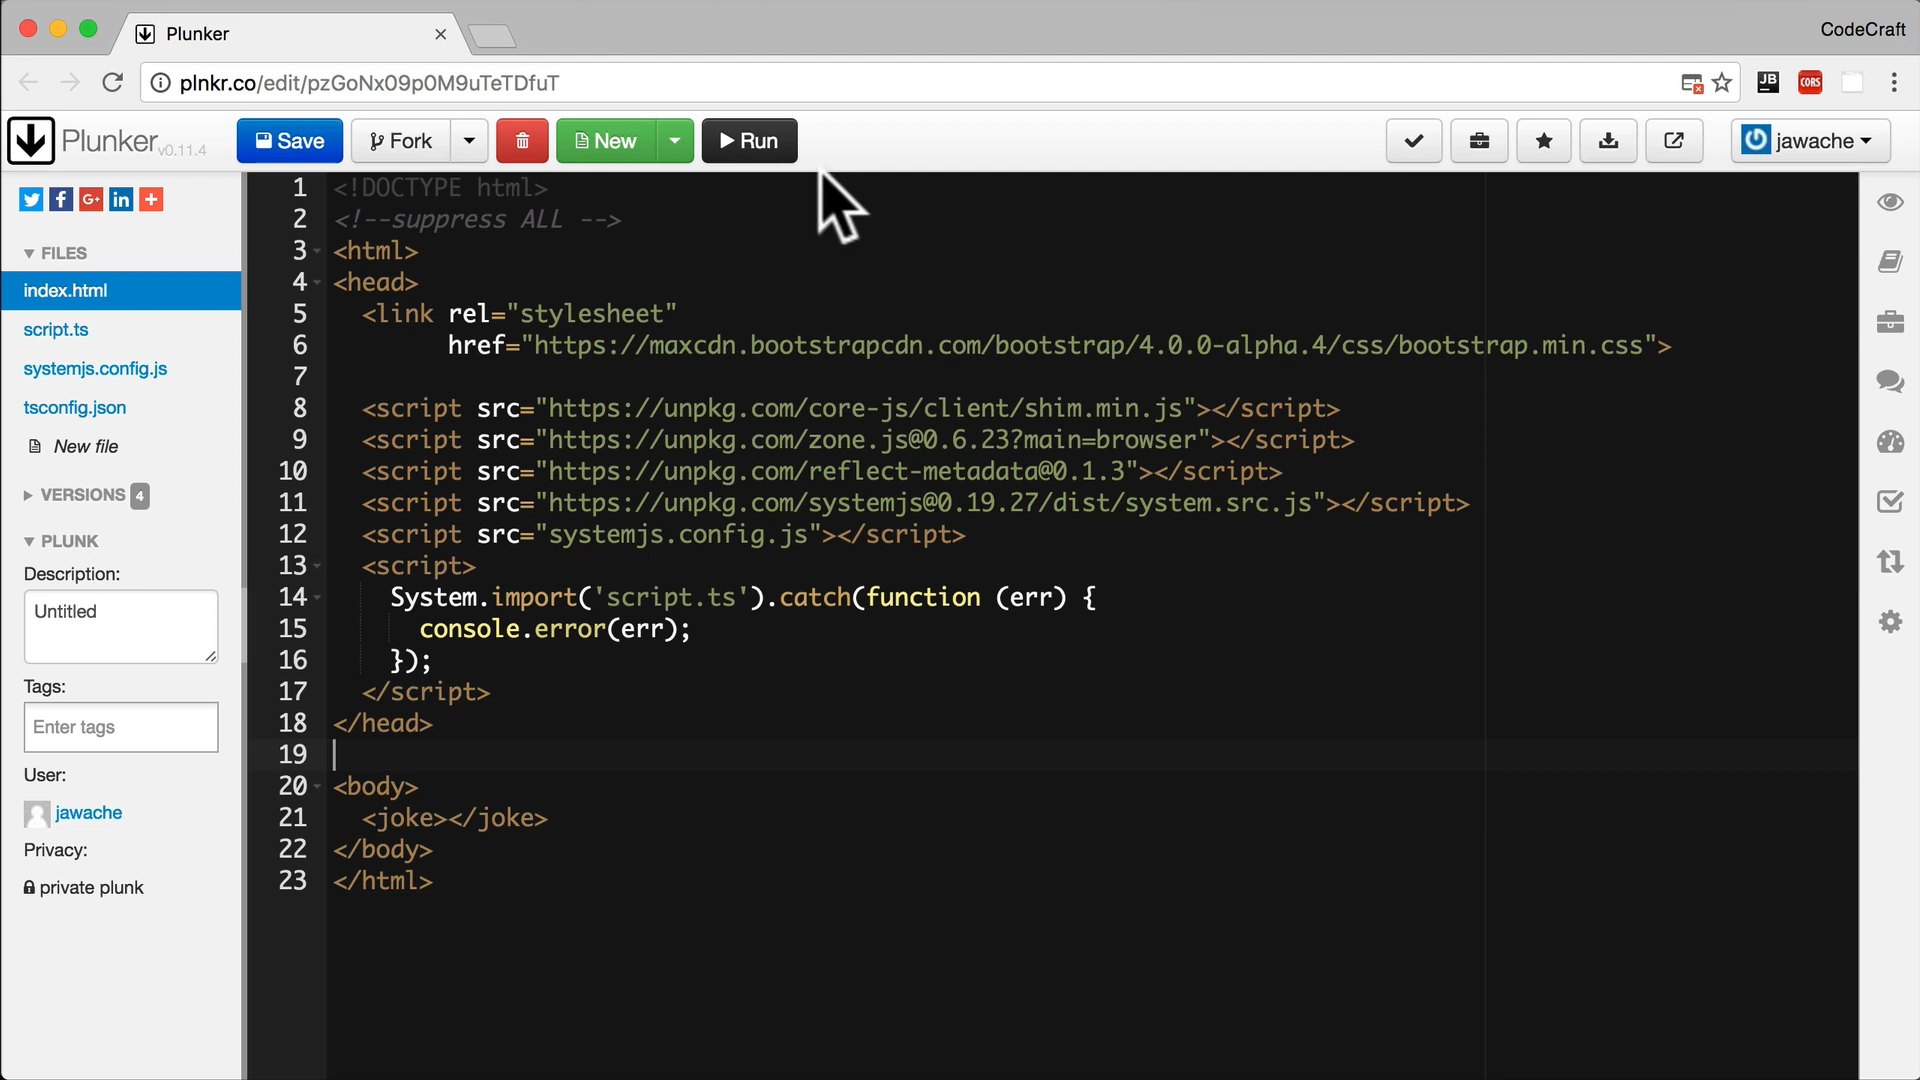 Plunker
CodeCraft
plnkr.co/edit/pzGoNx09p0M9uTeTDfuT
JB
CORS
Plunker v0.11.4
Save
Fork
New
Run
jawache
FILES
index.html
script.ts
systemjs.config.js
tsconfig.json
New file
VERSIONS 4
PLUNK
Description:
Untitled
Tags:
Enter tags
User:
jawache
Privacy:
private plunk
1 <!DOCTYPE html>
2 <!--suppress ALL -->
3 <html>
4 <head>
5 <link rel="stylesheet"
6 href="https://maxcdn.bootstrapcdn.com/bootstrap/4.0.0-alpha.4/css/bootstrap.min.css">
7
8 <script src="https://unpkg.com/core-js/client/shim.min.js"></script>
9 <script src="https://unpkg.com/zone.js@0.6.23?main=browser"></script>
10 <script src="https://unpkg.com/reflect-metadata@0.1.3"></script>
11 <script src="https://unpkg.com/systemjs@0.19.27/dist/system.src.js"></script>
12 <script src="systemjs.config.js"></script>
13 <script>
14 System.import('script.ts').catch(function (err) {
15 console.error(err);
16 });
17 </script>
18 </head>
19
20 <body>
21 <joke></joke>
22 </body>
23 </html>